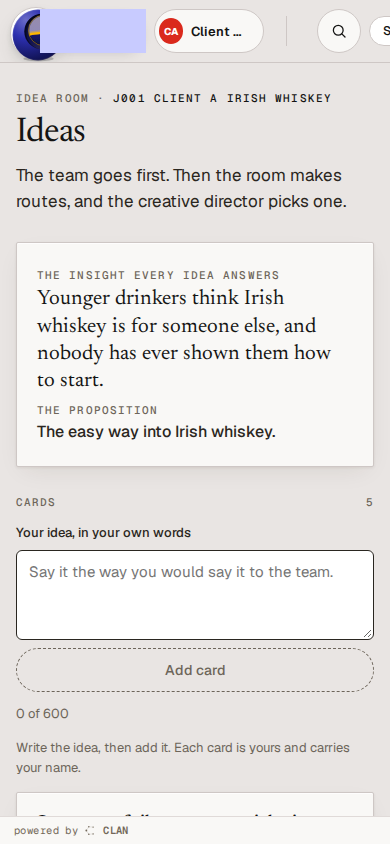 CA Client ...
IDEA ROOM · J001 CLIENT A IRISH WHISKEY
Ideas
The team goes first. Then the room makes
routes, and the creative director picks one.
THE INSIGHT EVERY IDEA ANSWERS
Younger drinkers think Irish
whiskey is for someone else, and
nobody has ever shown them how
to start.
THE PROPOSITION
The easy way into Irish whiskey.
CARDS 5
Your idea, in your own words
Say it the way you would say it to the team.
Add card
0 of 600
Write the idea, then add it. Each card is yours and carries
your name.
powered by CLAN